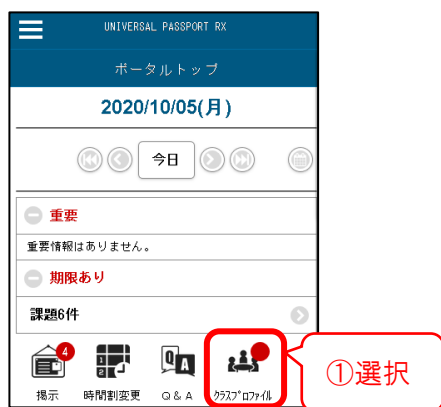 UNIVERSAL PASSPORT RX
ポータルトップ
2020/10/05(月)
今日
重要
重要情報はありません。
期限あり
課題6件
4
掲示
時間割変更
Q & A
クラスプロファイル
①選択